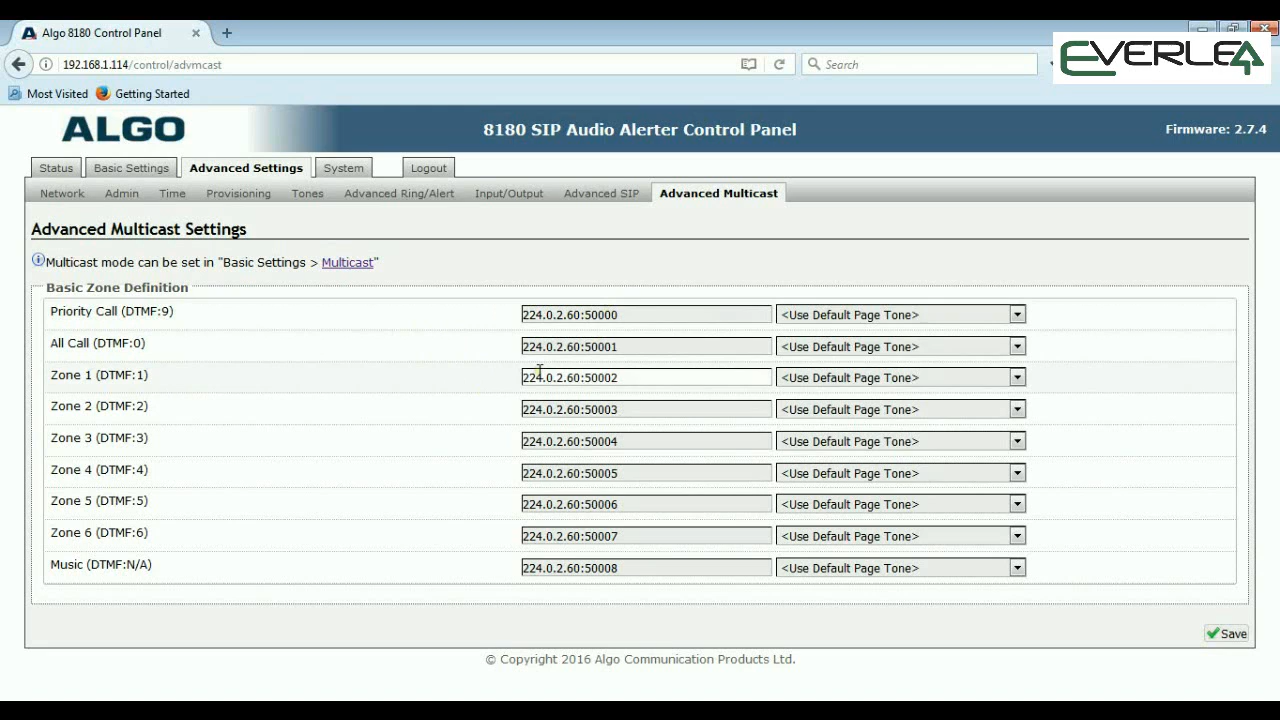 Algo 8180 Control Panel
192.168.1.114/control/advmcast
Search
EVERLEA
Most Visited
Getting Started
ALGO
8180 SIP Audio Alerter Control Panel
Firmware: 2.7.4
Status
Basic Settings
Advanced Settings
System
Logout
Network
Admin
Time
Provisioning
Tones
Advanced Ring/Alert
Input/Output
Advanced SIP
Advanced Multicast
Advanced Multicast Settings
Multicast mode can be set in "Basic Settings > Multicast"
Basic Zone Definition
Priority Call (DTMF:9)
224.0.2.60:50000
<Use Default Page Tone>
All Call (DTMF:0)
224.0.2.60:50001
<Use Default Page Tone>
Zone 1 (DTMF:1)
224.0.2.60:50002
<Use Default Page Tone>
Zone 2 (DTMF:2)
224.0.2.60:50003
<Use Default Page Tone>
Zone 3 (DTMF:3)
224.0.2.60:50004
<Use Default Page Tone>
Zone 4 (DTMF:4)
224.0.2.60:50005
<Use Default Page Tone>
Zone 5 (DTMF:5)
224.0.2.60:50006
<Use Default Page Tone>
Zone 6 (DTMF:6)
224.0.2.60:50007
<Use Default Page Tone>
Music (DTMF:N/A)
224.0.2.60:50008
<Use Default Page Tone>
Save
© Copyright 2016 Algo Communication Products Ltd.